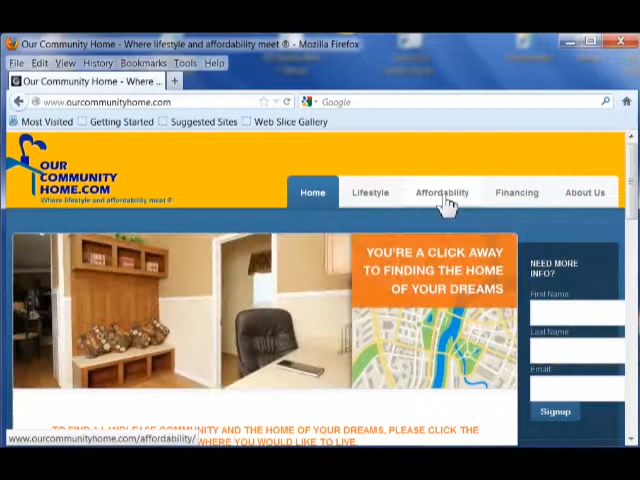 Our Community Home - Where lifestyle and affordability meet ® - Mozilla Firefox
File Edit View History Bookmarks Tools Help
Our Community Home - Where ...
www.ourcommunityhome.com
Google
Most Visited Getting Started Suggested Sites Web Slice Gallery
OUR
COMMUNITY
HOME.COM
Where lifestyle and affordability meet ®
Home Lifestyle Affordability Financing About Us
YOU'RE A CLICK AWAY
TO FINDING THE HOME
OF YOUR DREAMS
NEED MORE
INFO?
First Name:
Last Name:
Email:
Signup
TO FIND A LANDLEASE COMMUNITY AND THE HOME OF YOUR DREAMS, PLEASE CLICK THE
WHERE YOU WOULD LIKE TO LIVE.
www.ourcommunityhome.com/affordability/